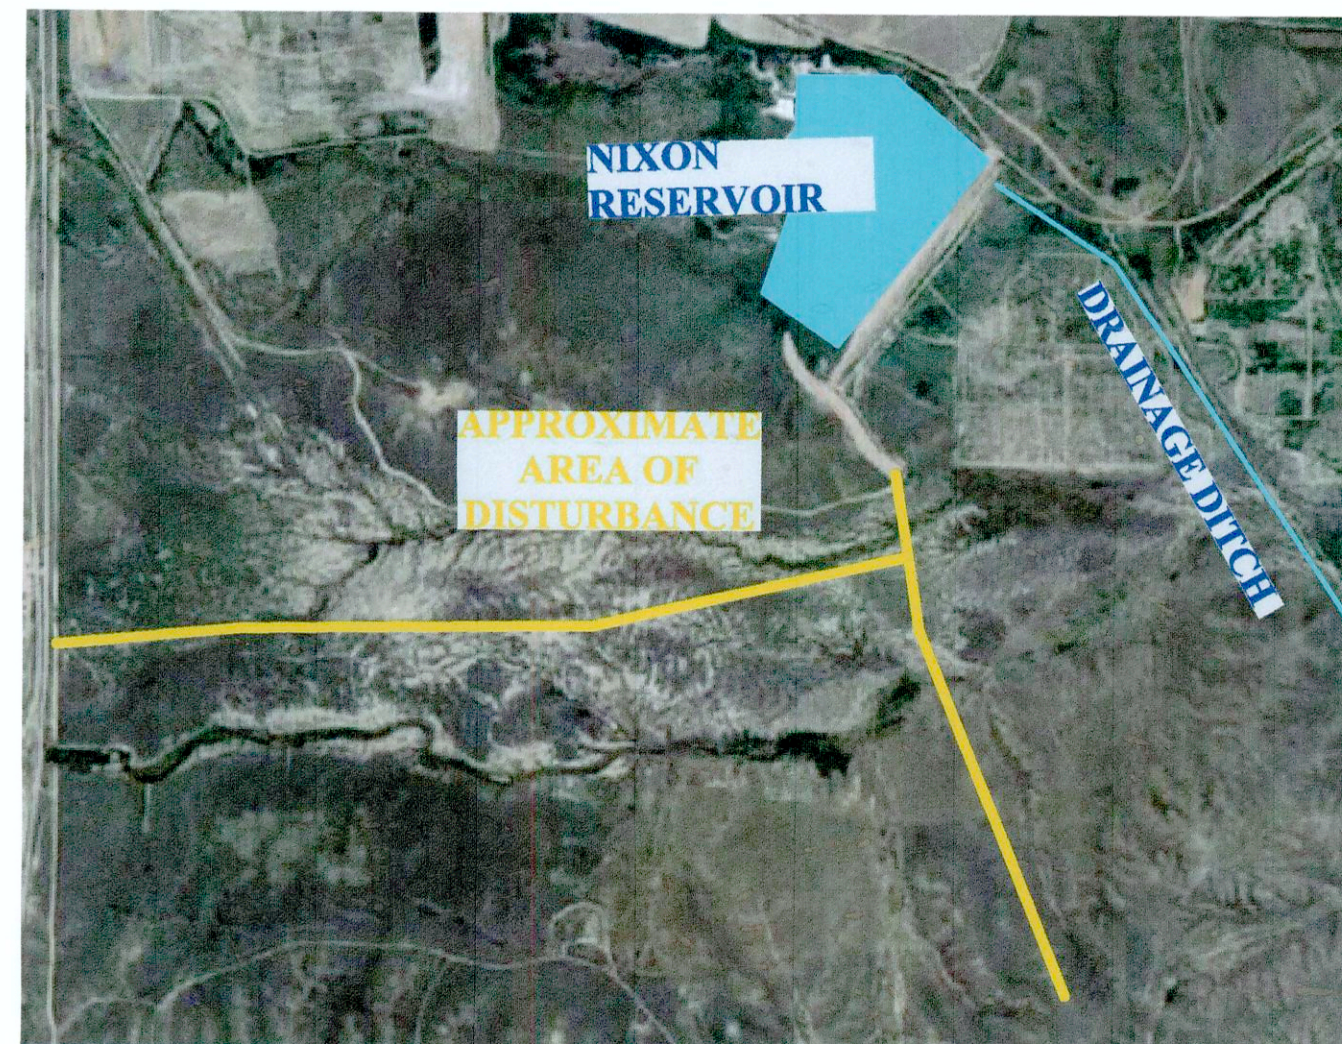 NIXON
RESERVOIR
APPROXIMATE
AREA OF
DISTURBANCE
DRAINAGE DITCH